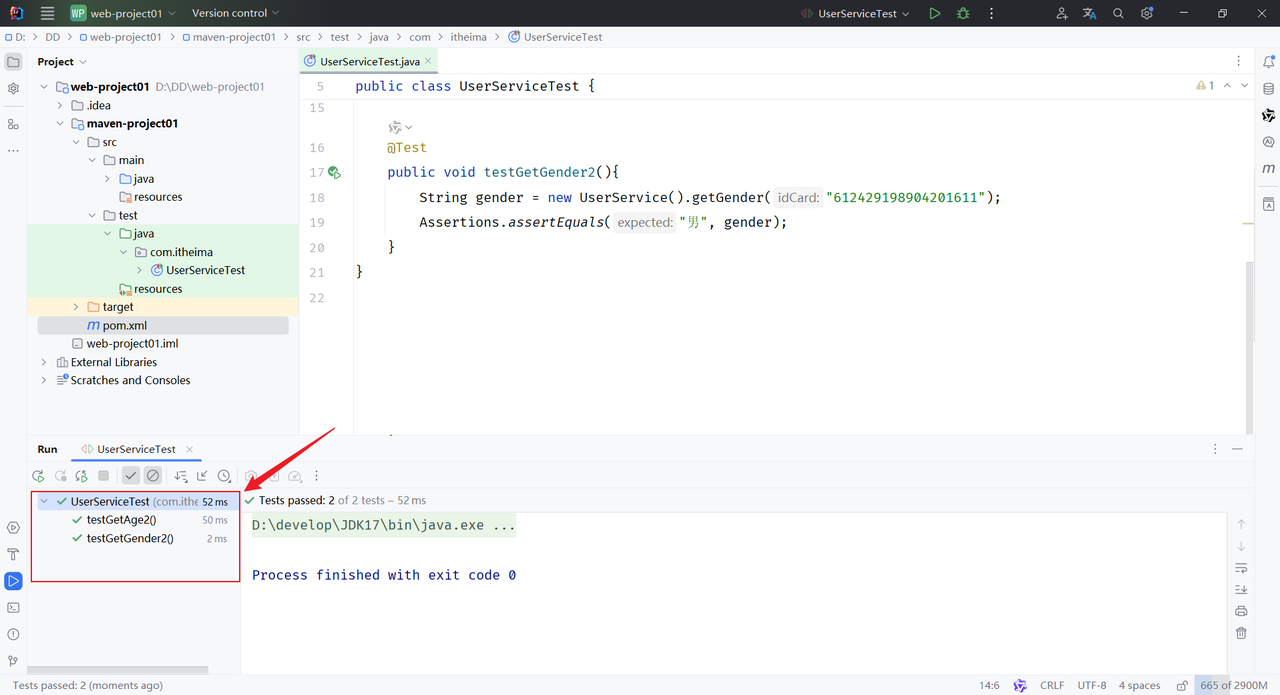 WP web-project01 Version control UserServiceTest
D: DD web-project01 maven-project01 src test java com itheima UserServiceTest
Project
UserServiceTest.java
web-project01 D:\DD\web-project01
.idea
maven-project01
src
main
java
resources
test
java
com.itheima
UserServiceTest
resources
target
m pom.xml
web-project01.iml
External Libraries
Scratches and Consoles
5 public class UserServiceTest {
1
15
16 @Test
17 public void testGetGender2(){
18 String gender = new UserService().getGender( idCard: "612429198904201611");
19 Assertions.assertEquals( expected: "男", gender);
20 }
21 }
22
Run UserServiceTest
UserServiceTest (com.ithe 52 ms
testGetAge2() 50 ms
testGetGender2() 2 ms
Tests passed: 2 of 2 tests – 52 ms
D:\develop\JDK17\bin\java.exe ...
Process finished with exit code 0
Tests passed: 2 (moments ago)
14:6 CRLF UTF-8 4 spaces 665 of 2900M